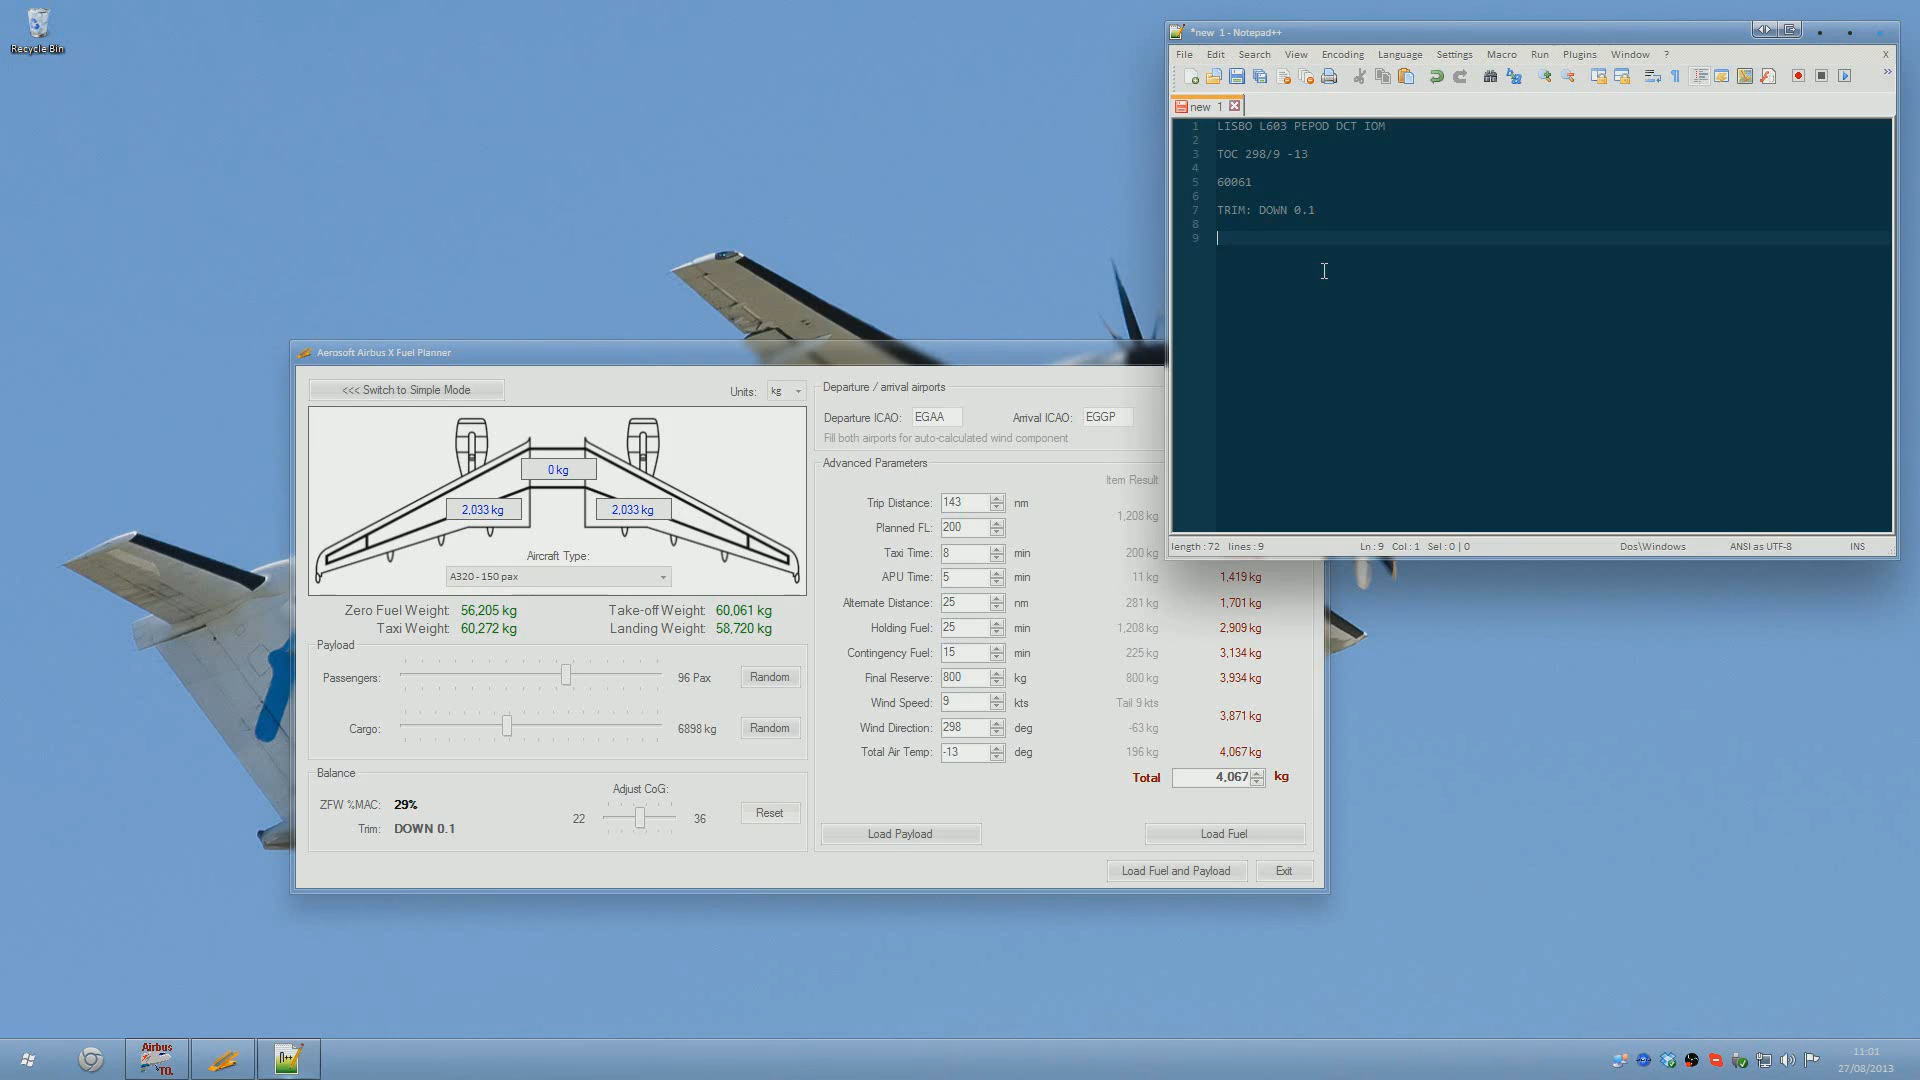 Recycle Bin
*new 1 - Notepad++
File Edit Search View Encoding Language Settings Macro Run Plugins Window ? X
new 1
1 LISBO L603 PEPOD DCT IOM
2
3 TOC 298/9 -13
4
5 60061
6
7 TRIM: DOWN 0.1
8
9
length : 72 lines : 9 Ln : 9 Col : 1 Sel : 0 | 0 Dos\Windows ANSI as UTF-8 INS
Aerosoft Airbus X Fuel Planner
<<< Switch to Simple Mode
Units: kg
0 kg
2,033 kg 2,033 kg
Aircraft Type:
A320 - 150 pax
Zero Fuel Weight: 56,205 kg Take-off Weight: 60,061 kg
Taxi Weight: 60,272 kg Landing Weight: 58,720 kg
Payload
Passengers: 96 Pax Random
Cargo: 6898 kg Random
Balance
ZFW %MAC: 29%
Trim: DOWN 0.1
Adjust CoG:
22 36
Reset
Departure / arrival airports
Departure ICAO: EGAA Arrival ICAO: EGGP
Fill both airports for auto-calculated wind component
Advanced Parameters
Item Result
Trip Distance: 143 nm
1,208 kg
Planned FL: 200
Taxi Time: 8 min 200 kg
APU Time: 5 min 11 kg 1,419 kg
Alternate Distance: 25 nm 281 kg 1,701 kg
Holding Fuel: 25 min 1,208 kg 2,909 kg
Contingency Fuel: 15 min 225 kg 3,134 kg
Final Reserve: 800 kg 800 kg 3,934 kg
Wind Speed: 9 kts Tail 9 kts
3,871 kg
Wind Direction: 298 deg -63 kg
Total Air Temp: -13 deg 196 kg 4,067 kg
Total 4,067 kg
Load Payload Load Fuel
Load Fuel and Payload Exit
Airbus
TO.
n++
11:01
27/08/2013